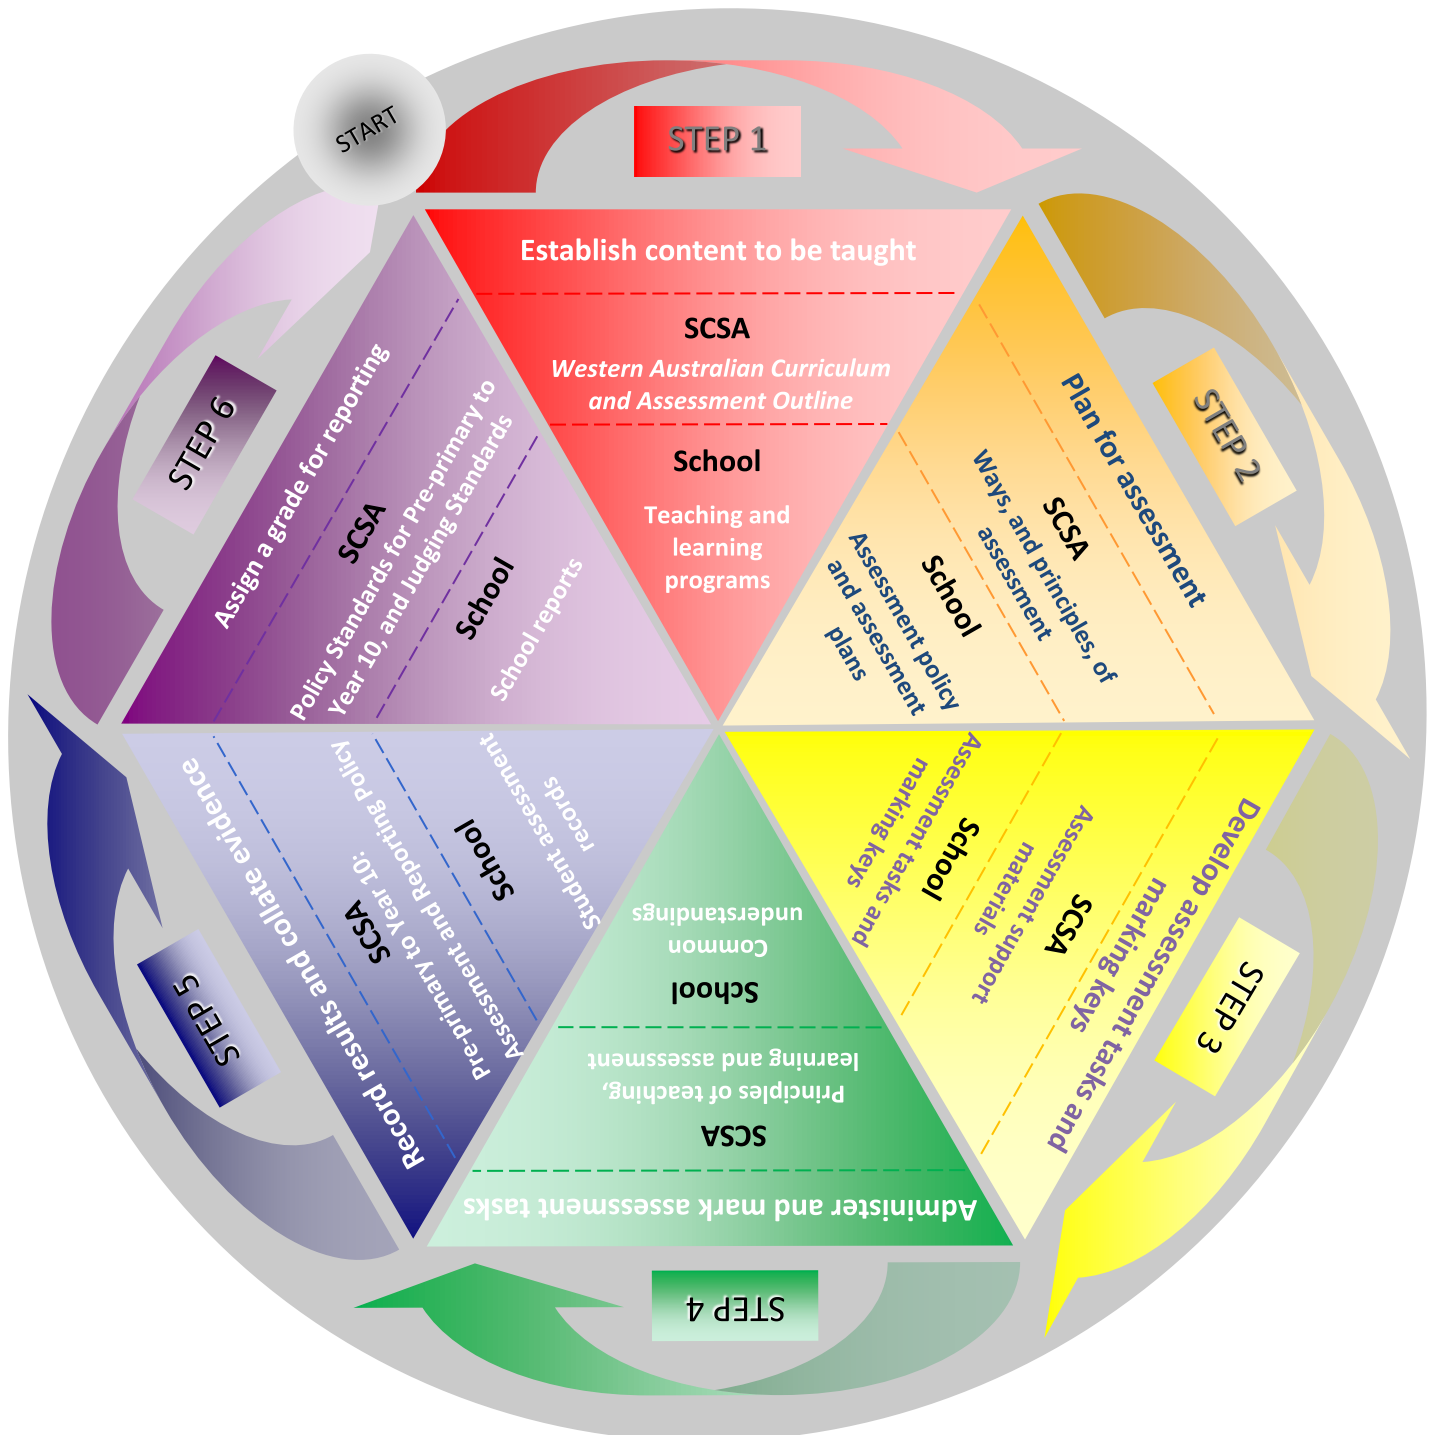 START
STEP 1
Establish content to be taught
SCSA
Western Australian Curriculum
and Assessment Outline
School
Teaching and
learning
programs
STEP 2
Plan for assessment
SCSA
Ways, and principles, of
assessment
School
Assessment policy
and assessment
plans
STEP 3
Develop assessment tasks and
marking keys
SCSA
Assessment support
materials
School
Assessment tasks and
marking keys
STEP 4
Administer and mark assessment tasks
SCSA
Principles of teaching,
learning and assessment
School
Common
understandings
STEP 5
Record results and collate evidence
SCSA
Pre-primary to Year 10:
Assessment and Reporting Policy
School
Student assessment
records
STEP 6
Assign a grade for reporting
SCSA
Policy Standards for Pre-primary to
Year 10, and Judging Standards
School
School reports